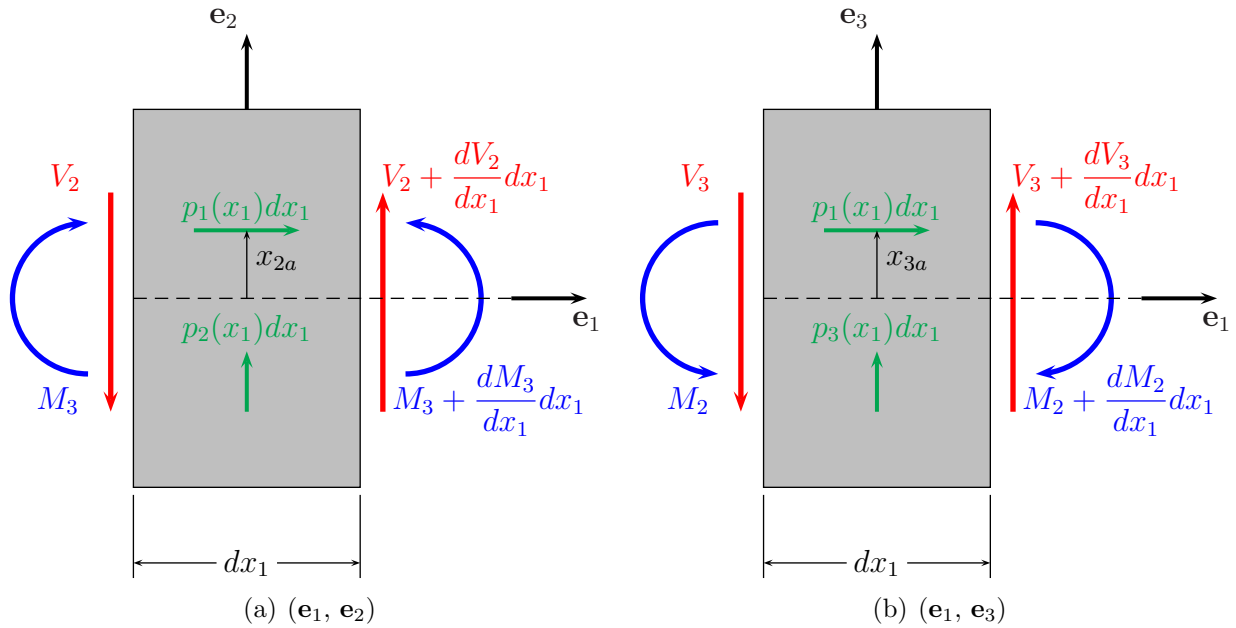 e₂
V₂
V₂ + dV₂/dx₁ dx₁
p₁(x₁)dx₁
x₂ₐ
e₁
p₂(x₁)dx₁
M₃
M₃ + dM₃/dx₁ dx₁
dx₁
(a) (e₁, e₂)
e₃
V₃
V₃ + dV₃/dx₁ dx₁
p₁(x₁)dx₁
x₃ₐ
e₁
p₃(x₁)dx₁
M₂
M₂ + dM₂/dx₁ dx₁
dx₁
(b) (e₁, e₃)